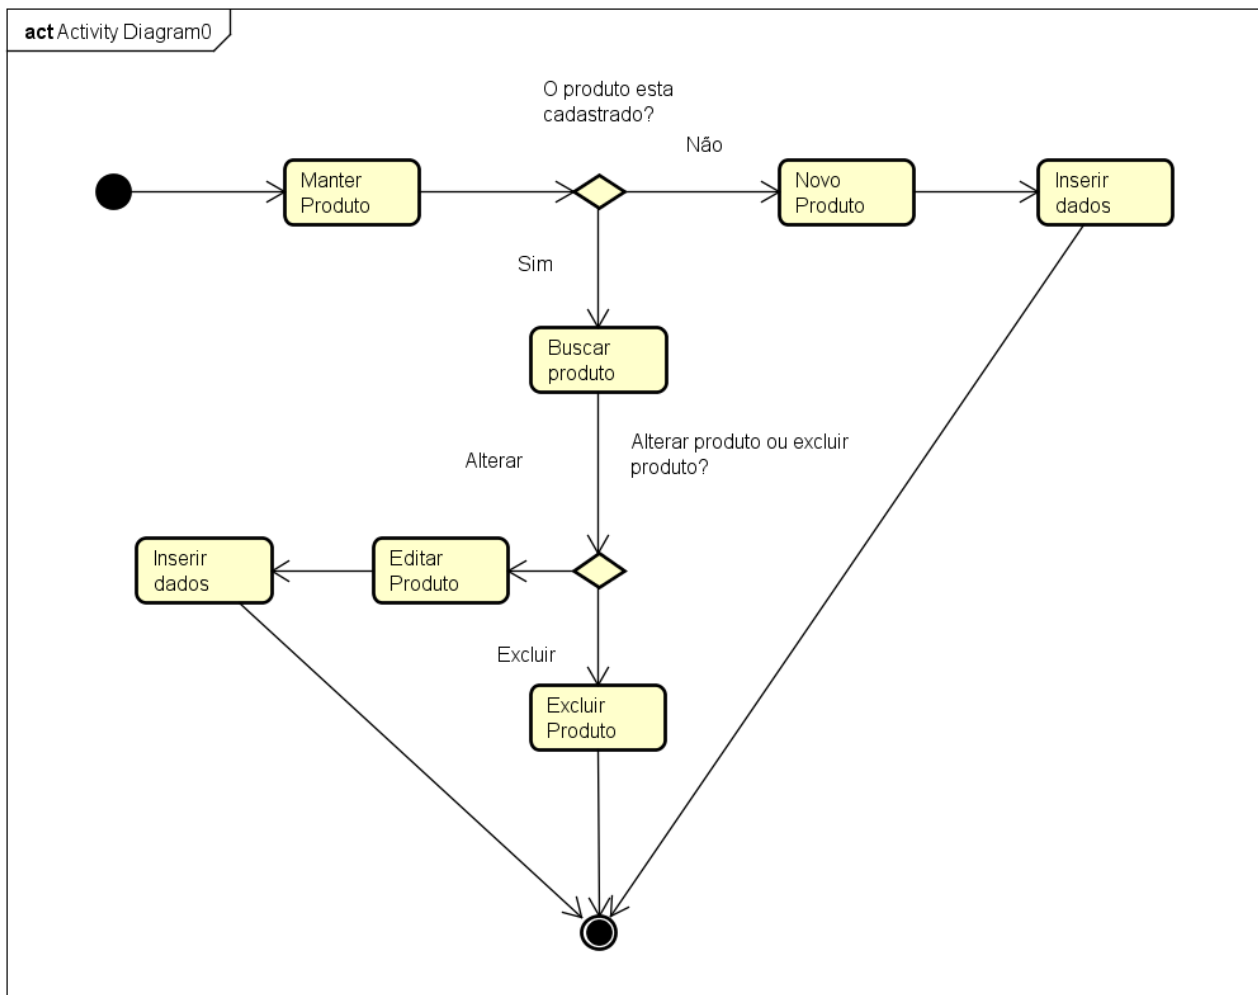 act Activity Diagram0
O produto esta
cadastrado?
Não
Manter
Produto
Novo
Produto
Inserir
dados
Sim
Buscar
produto
Alterar produto ou excluir
produto?
Alterar
Inserir
dados
Editar
Produto
Excluir
Excluir
Produto